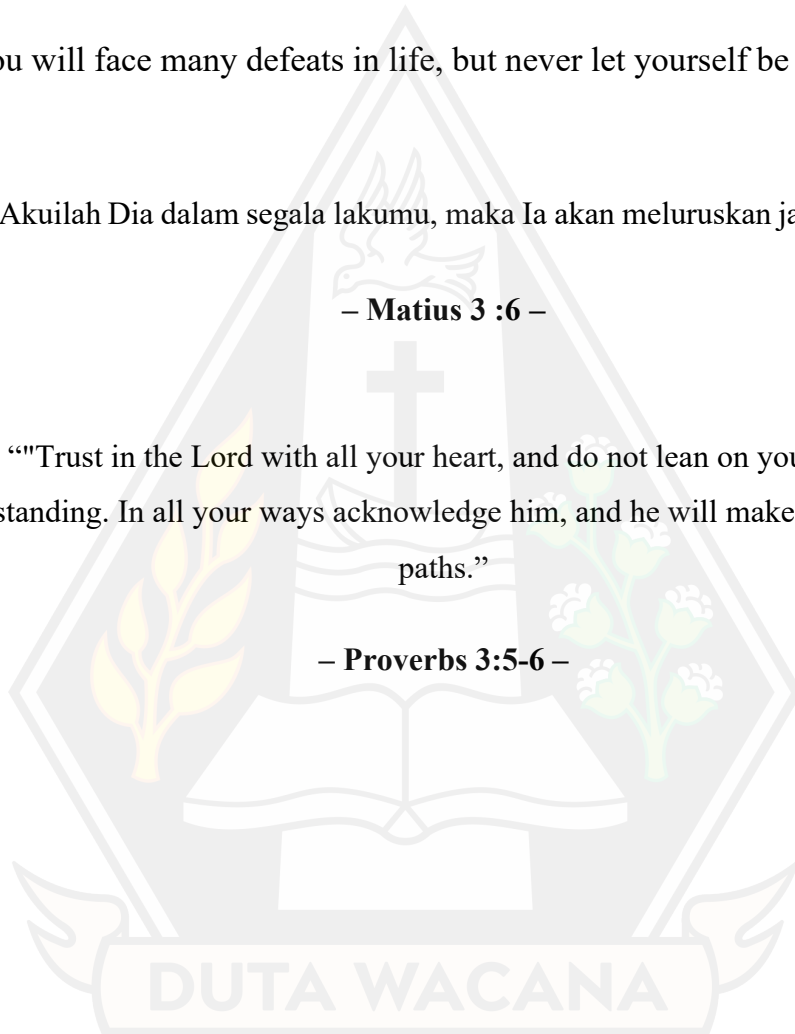 ou will face many defeats in life, but never let yourself be
Akuilah Dia dalam segala lakumu, maka Ia akan meluruskan ja
– Matius 3 :6 –
“"Trust in the Lord with all your heart, and do not lean on you
standing. In all your ways acknowledge him, and he will make
paths.”
– Proverbs 3:5-6 –
DUTA WACANA